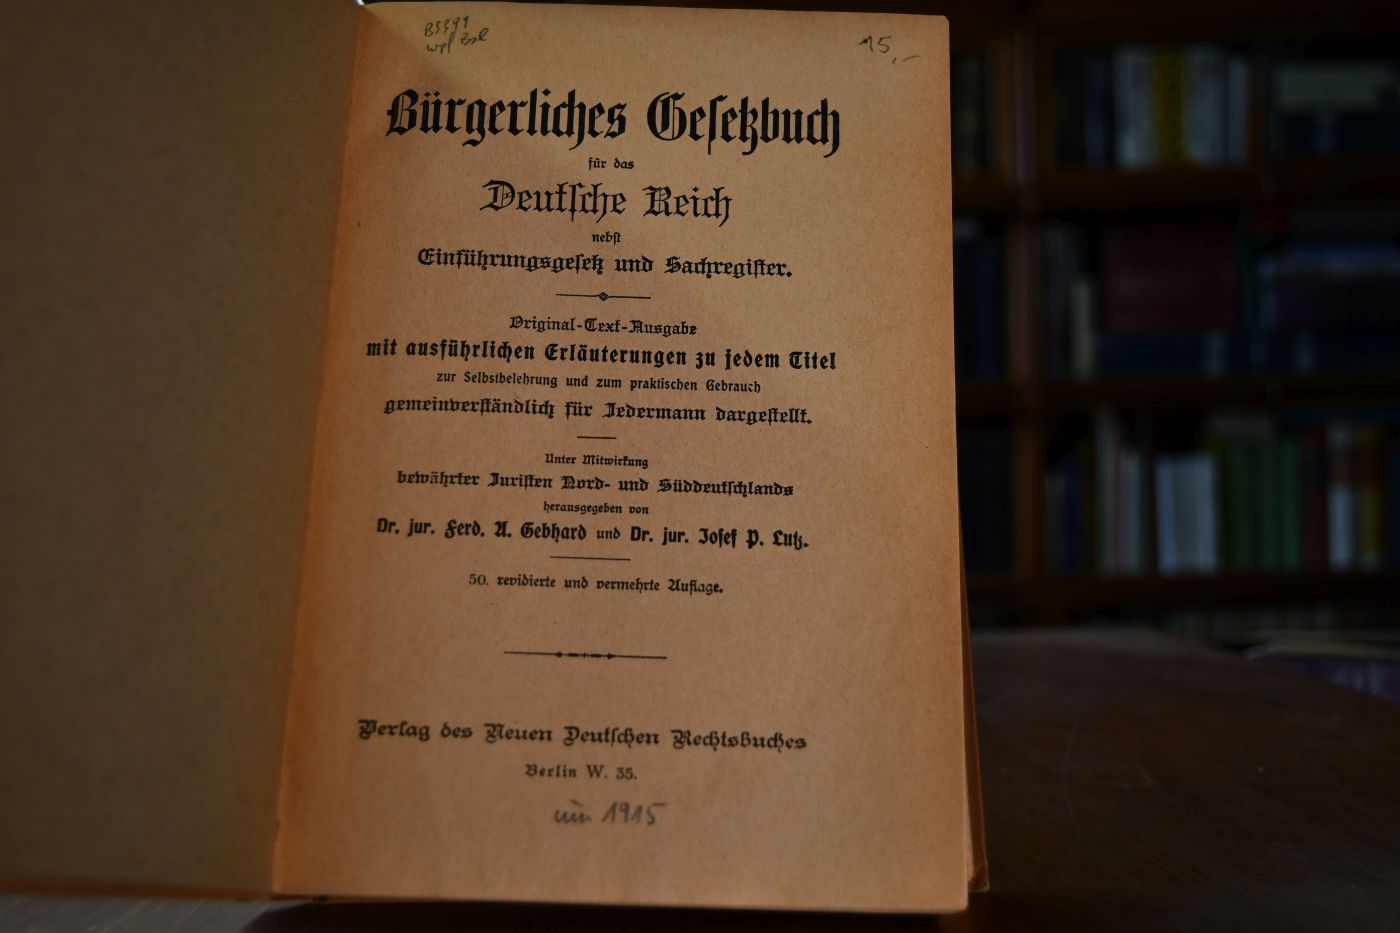 15,-
Bürgerliches Geſetzbuch
für das
Deutſche Reich
nebſt
Einführungsgeſetz und Sachregiſter.
Original-Text-Ausgabe
mit ausführlichen Erläuterungen zu jedem Titel
zur Selbstbelehrung und zum praktischen Gebrauch
gemeinverſtändlich für Jedermann dargeſtellt.
Unter Mitwirkung
bewährter Juriſten Nord- und Süddeutſchlands
herausgegeben von
Dr. jur. Ferd. A. Gebhard und Dr. jur. Joſef P. Lutz.
50. revidierte und vermehrte Auflage.
Verlag des Neuen Deutſchen Rechtsbuches
Berlin W. 35.
um 1915